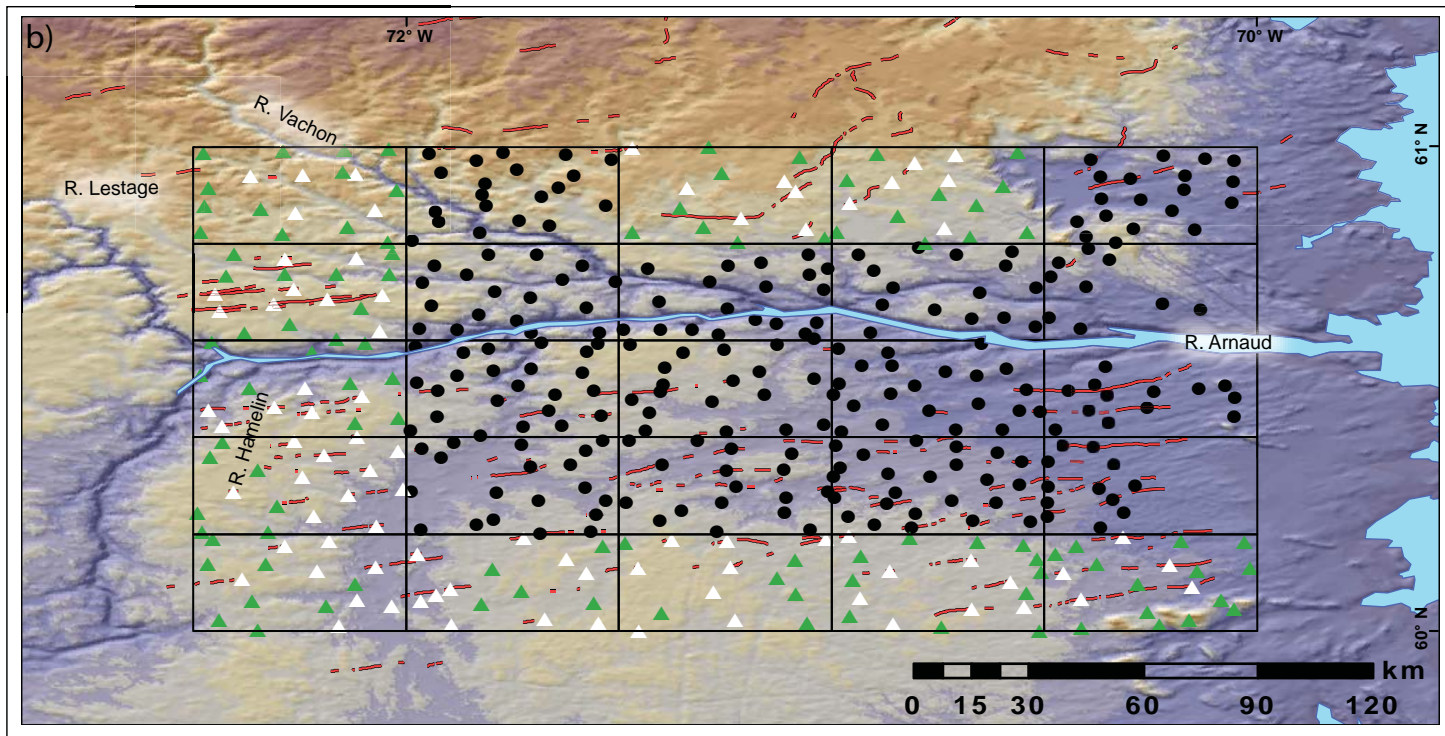 b)
72° W
70° W
R. Vachon
61° N
R. Lestage
R. Arnaud
R. Hamelin
60° N
km
0 15 30 60 90 120